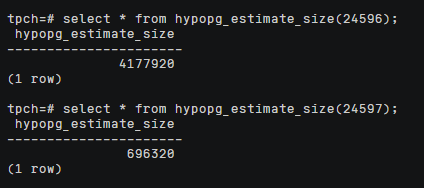 tpch=# select * from hypopg_estimate_size(24596);
 hypopg_estimate_size
----------------------
              4177920
(1 row)

tpch=# select * from hypopg_estimate_size(24597);
 hypopg_estimate_size
----------------------
               696320
(1 row)